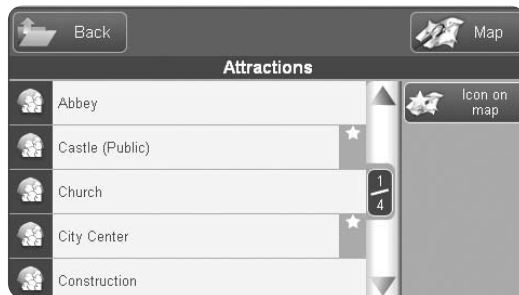 Back
Map
Attractions
Abbey
Icon on
map
Castle (Public)
Church
1
4
City Center
Construction